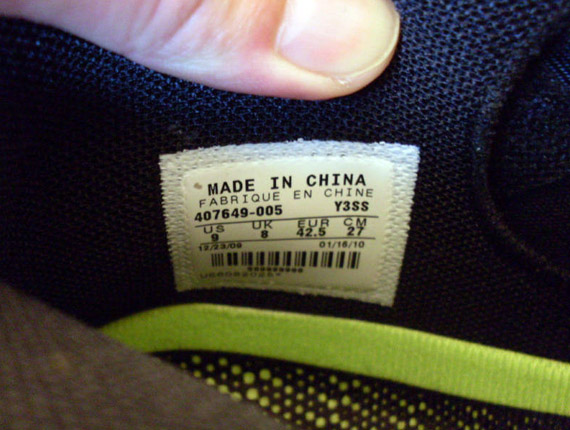 MADE IN CHINA
FABRIQUE EN CHINE
407649-005 Y3SS
US UK EUR CM
9 8 42.5 27
12/23/09 01/16/10